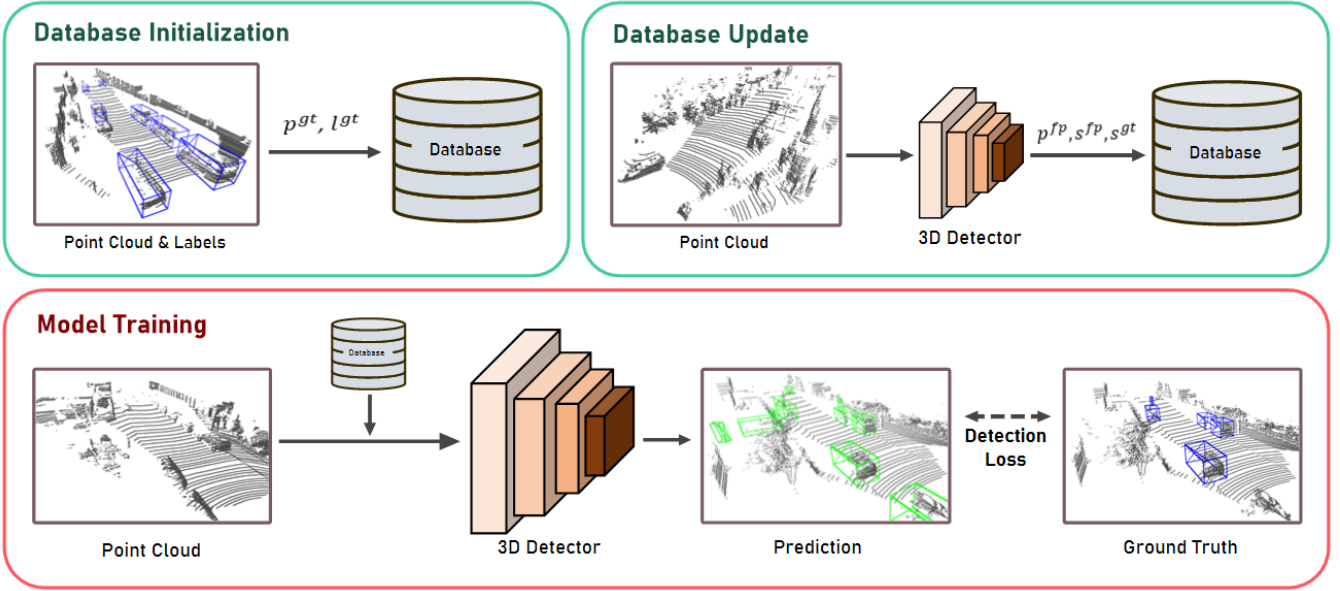 Database Initialization
p^{gt}, l^{gt}
Database
Point Cloud & Labels
Database Update
p^{fp},s^{fp},s^{gt}
Database
Point Cloud
3D Detector
Model Training
Database
Point Cloud
3D Detector
Prediction
Detection
Loss
Ground Truth